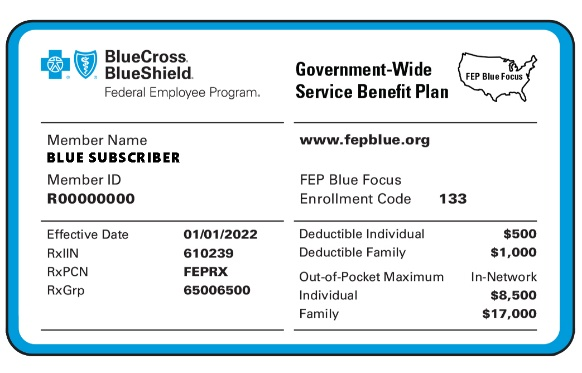 BlueCross
BlueShield
Federal Employee Program.
Government-Wide
Service Benefit Plan
FEP Blue Focus
Member Name
BLUE SUBSCRIBER
Member ID
R00000000
www.fepblue.org
FEP Blue Focus
Enrollment Code 133
Effective Date 01/01/2022
RxIIN 610239
RxPCN FEPRX
RxGrp 65006500
Deductible Individual $500
Deductible Family $1,000
Out-of-Pocket Maximum In-Network
Individual $8,500
Family $17,000